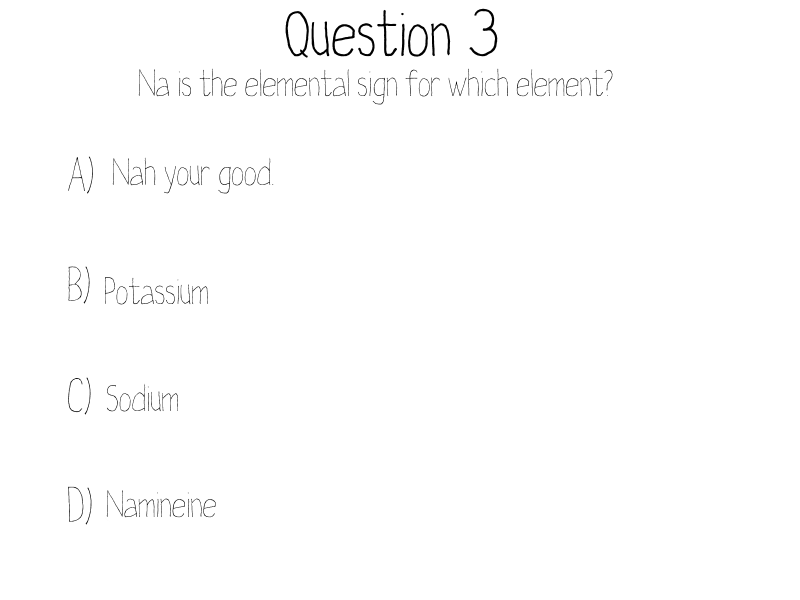 Question 3
Na is the elemental sign for which element?
A) Nah your good.
B) Potassium
C) Sodium
D) Namineine